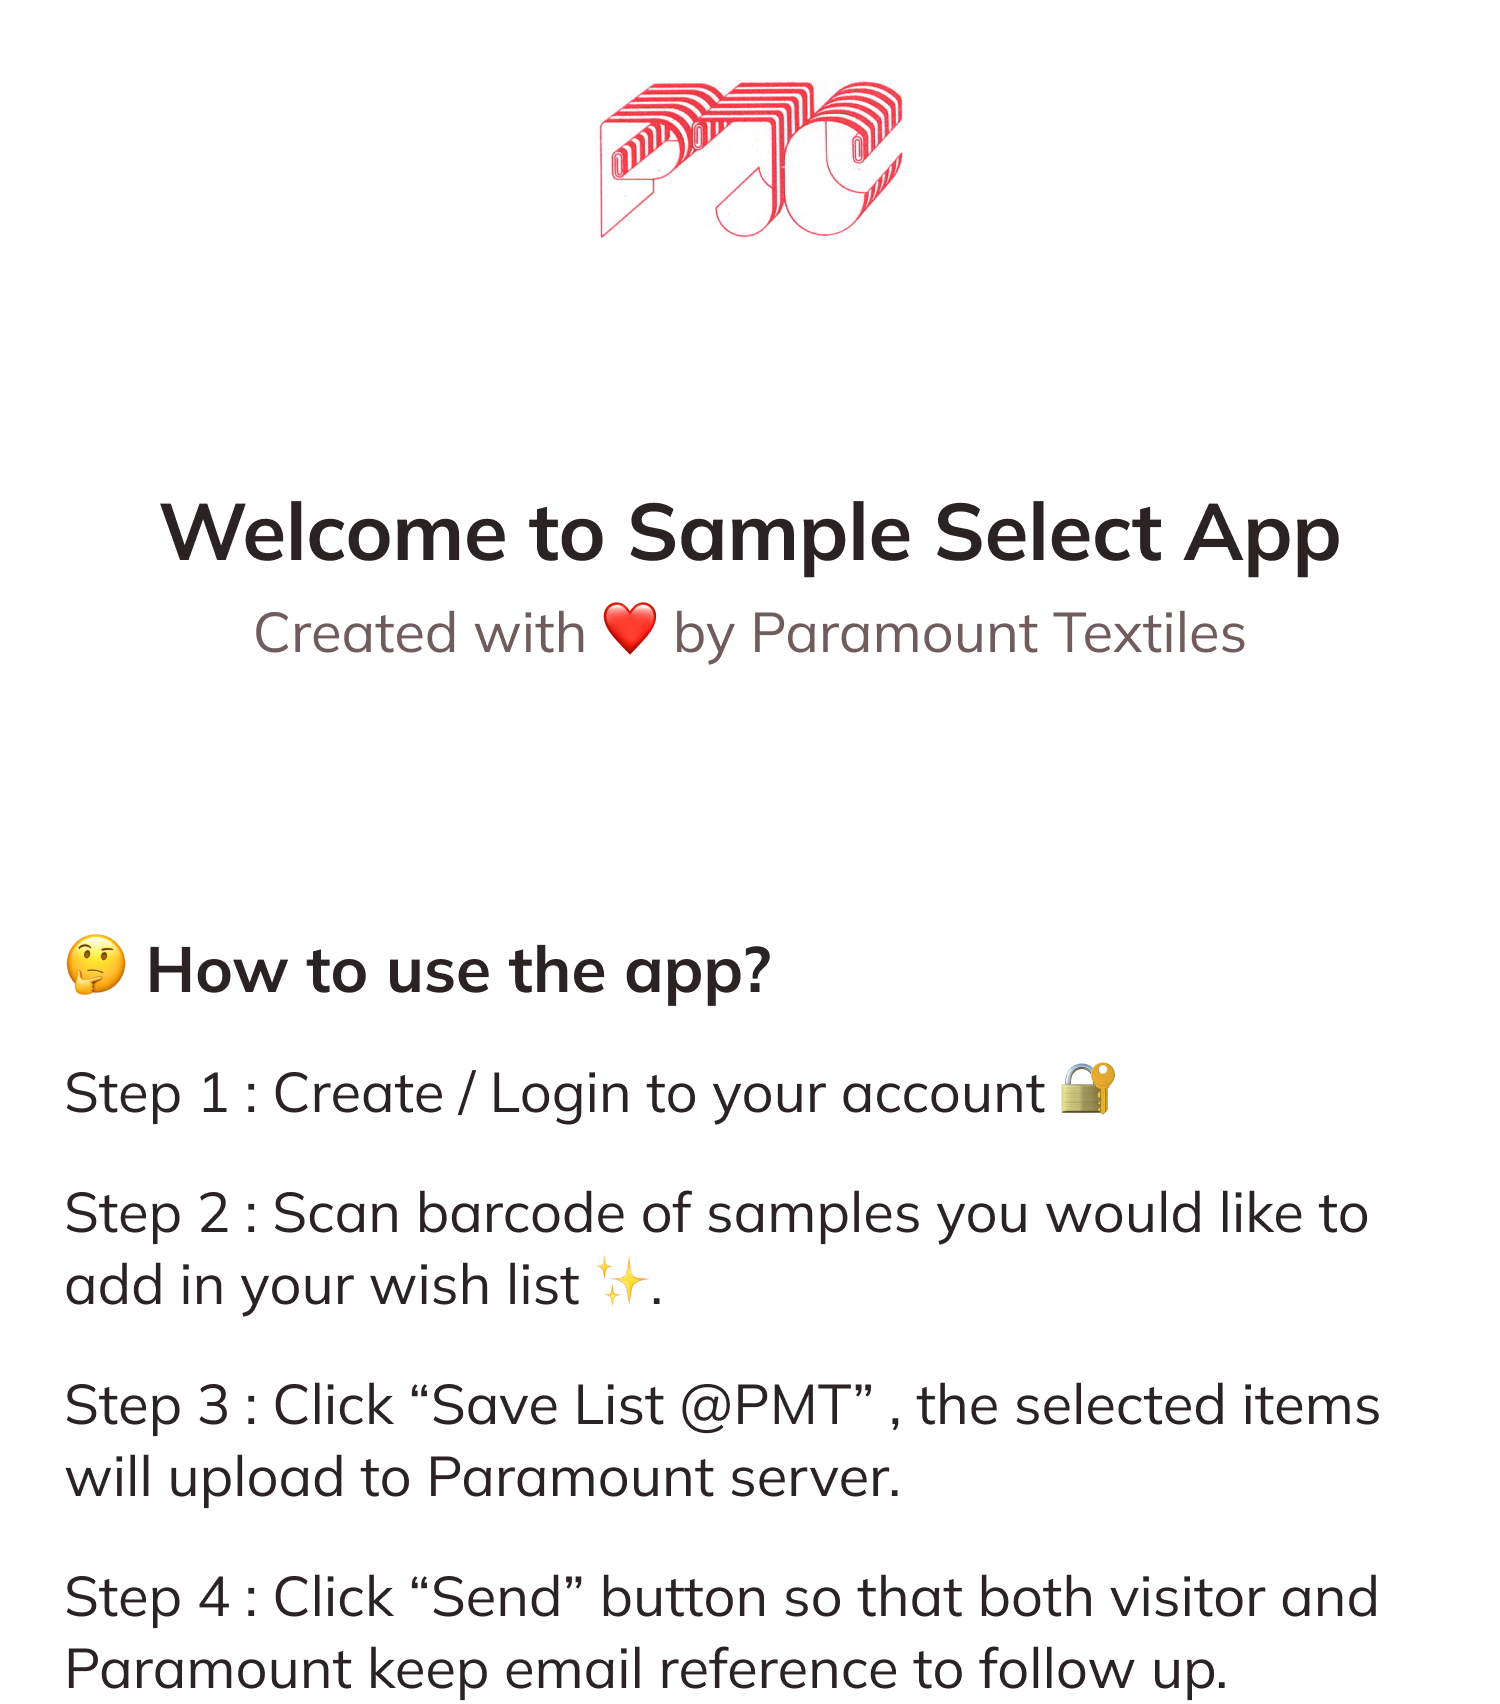 PTC
Welcome to Sample Select App
Created with ❤️ by Paramount Textiles
🤔 How to use the app?
Step 1 : Create / Login to your account 🔐
Step 2 : Scan barcode of samples you would like to
add in your wish list ✨.
Step 3 : Click “Save List @PMT” , the selected items
will upload to Paramount server.
Step 4 : Click “Send” button so that both visitor and
Paramount keep email reference to follow up.